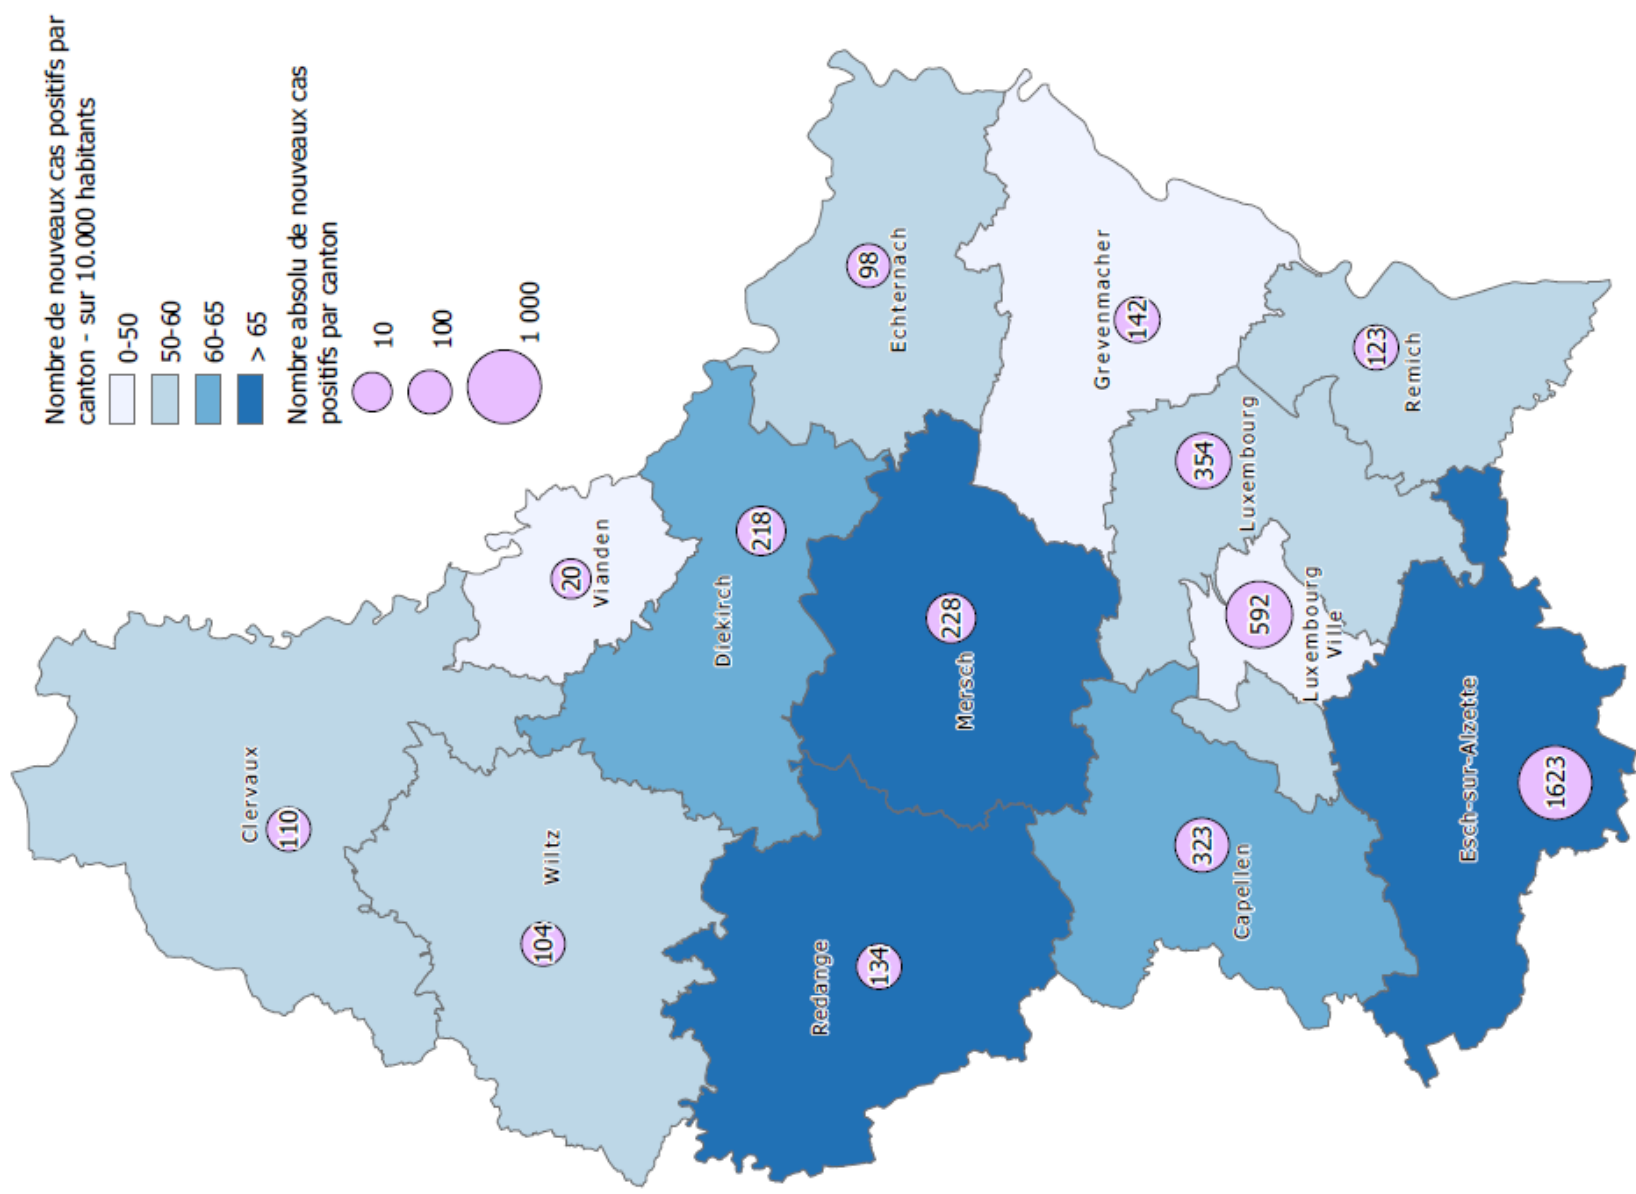 Nombre de nouveaux cas positifs par
canton - sur 10.000 habitants
0-50
50-60
60-65
> 65
Nombre absolu de nouveaux cas
positifs par canton
10
100
1 000
Clervaux
110
Wiltz
104
Vianden
20
Diekirch
218
Redange
134
Mersch
228
Echternach
98
Grevenmacher
142
Capellen
323
Luxembourg
354
Luxembourg
Ville
592
Remich
123
Esch-sur-Alzette
1623